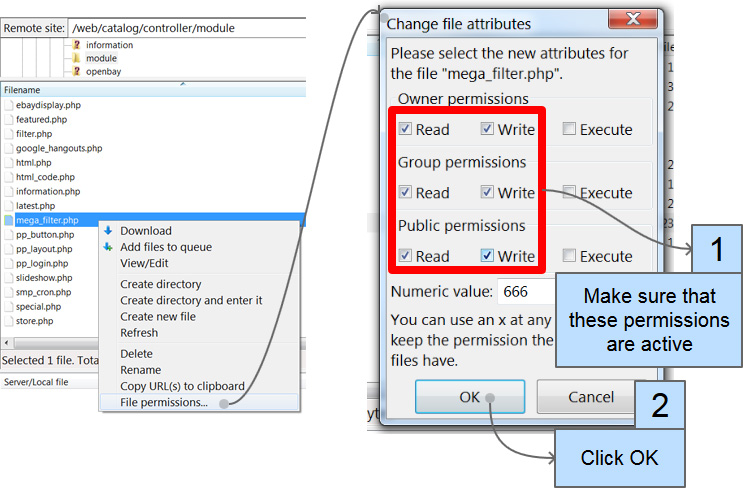 Remote site: /web/catalog/controller/module
information
module
openbay
Filename
ebaydisplay.php
featured.php
filter.php
google_hangouts.php
html.php
html_code.php
information.php
latest.php
mega_filter.php
pp_button.php
pp_layout.php
pp_login.php
slideshow.php
smp_cron.php
special.php
store.php
Selected 1 file. Tota
Server/Local file
Download
Add files to queue
View/Edit
Create directory
Create directory and enter it
Create new file
Refresh
Delete
Rename
Copy URL(s) to clipboard
File permissions...
Change file attributes
Please select the new attributes for
the file "mega_filter.php".
Owner permissions
Read Write Execute
Group permissions
Read Write Execute
Public permissions
Read Write Execute
Numeric value: 666
You can use an x at any
keep the permission the
files have.
OK Cancel
1
Make sure that
these permissions
are active
2
Click OK